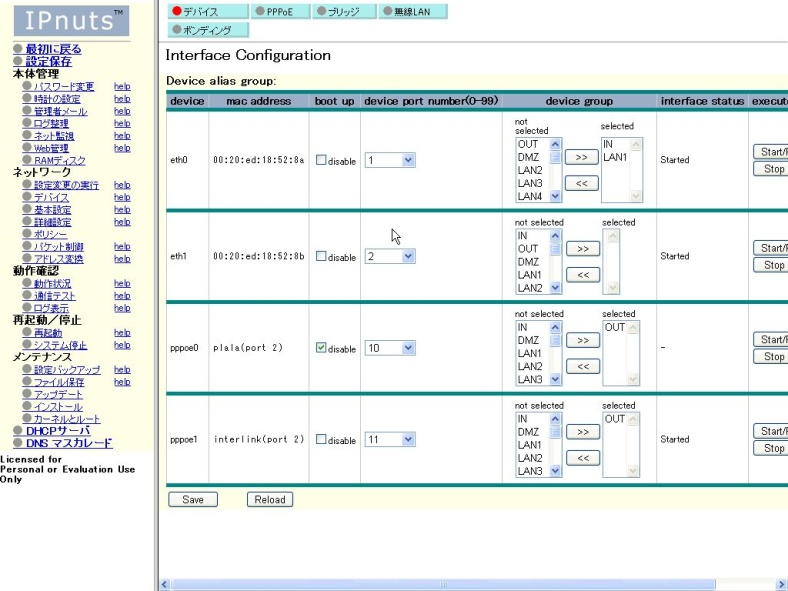 IPnuts™
最初に戻る
設定保存
本体管理
パスワード変更 help
時計の設定 help
管理者メール help
ログ整理 help
ネット監視 help
Web管理 help
RAMディスク
ネットワーク
設定変更の実行 help
デバイス help
基本設定 help
詳細設定 help
ポリシー
パケット制御 help
アドレス変換 help
動作確認
動作状況 help
通信テスト help
ログ表示 help
再起動／停止
再起動 help
システム停止 help
メンテナンス
設定バックアップ help
ファイル保存 help
アップデート
インストール
カーネルとルート
DHCPサーバ
DNS マスカレード
Licensed for
Personal or Evaluation Use
Only
デバイス PPPoE ブリッジ 無線LAN
ボンディング
Interface Configuration
Device alias group:
device mac address boot up device port number(0-99) device group interface status execut
not selected selected
eth0 00:20:ed:18:52:8a disable 1 Started
OUT
DMZ
LAN2
LAN3
LAN4
>>
<<
IN
LAN1
Start/R
Stop
not selected selected
eth1 00:20:ed:18:52:8b disable 2 Started
IN
OUT
DMZ
LAN1
LAN2
>>
<<
Start/R
Stop
not selected selected
pppoe0 plala(port 2) disable 10 -
IN
DMZ
LAN1
LAN2
LAN3
>>
<<
OUT
Start/R
Stop
not selected selected
pppoe1 interlink(port 2) disable 11 Started
IN
DMZ
LAN1
LAN2
LAN3
>>
<<
OUT
Start/R
Stop
Save Reload